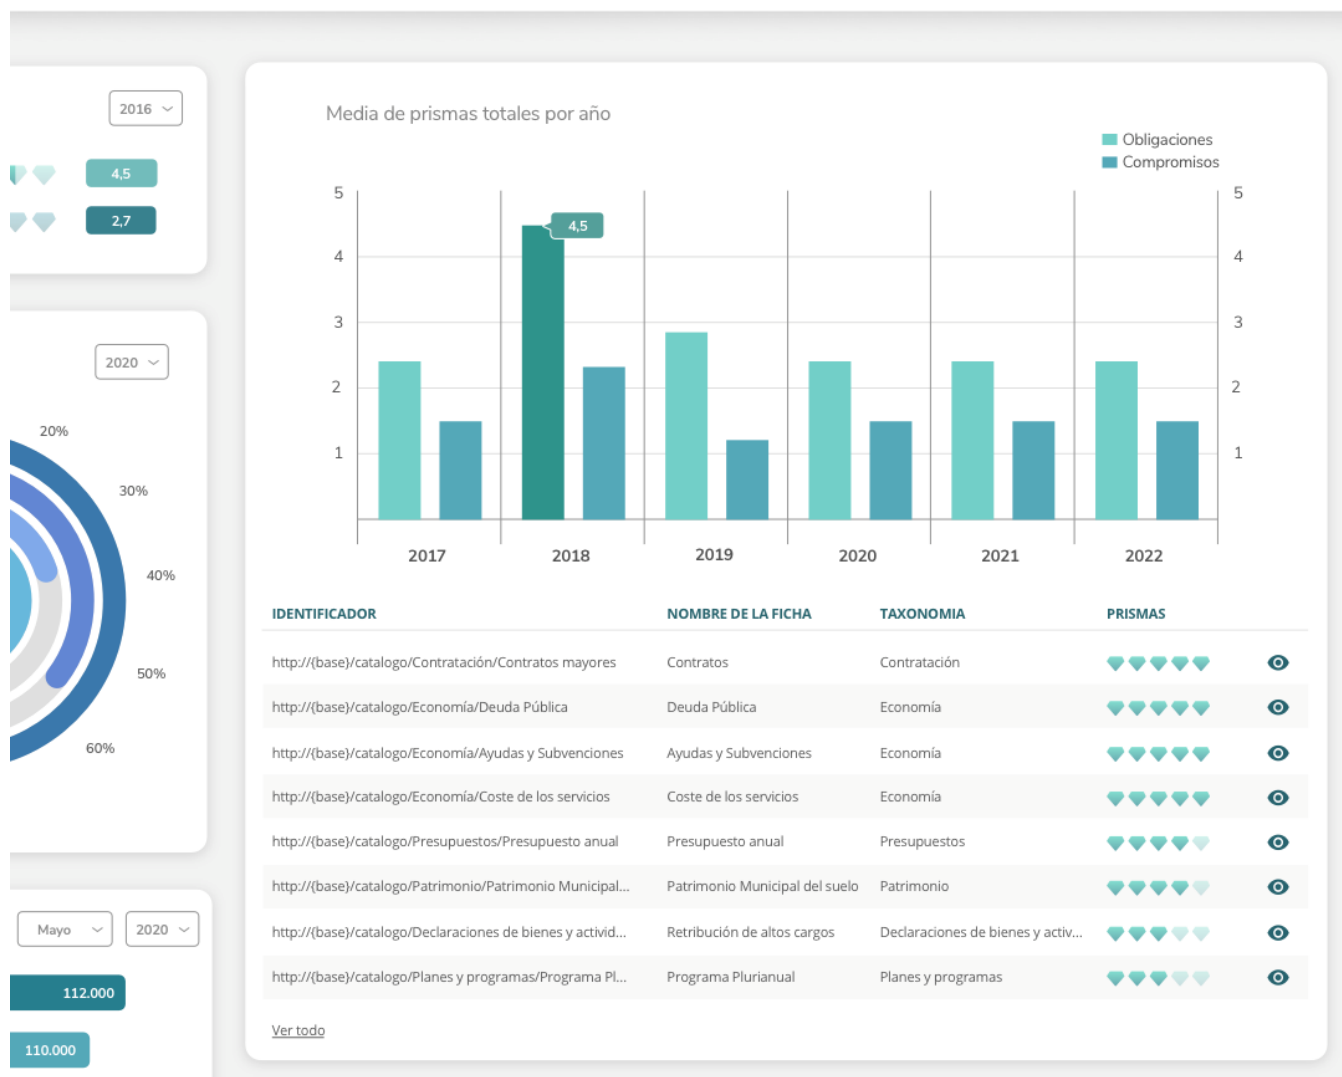 2016
4,5
2,7
2020
20%
30%
40%
50%
60%
Mayo
2020
112.000
110.000
Media de prismas totales por año
Obligaciones
Compromisos
5
4
3
2
1
4,5
5
4
3
2
1
2017 2018 2019 2020 2021 2022
IDENTIFICADOR NOMBRE DE LA FICHA TAXONOMIA PRISMAS
http://{base}/catalogo/Contratación/Contratos mayores Contratos Contratación
http://{base}/catalogo/Economía/Deuda Pública Deuda Pública Economía
http://{base}/catalogo/Economía/Ayudas y Subvenciones Ayudas y Subvenciones Economía
http://{base}/catalogo/Economía/Coste de los servicios Coste de los servicios Economía
http://{base}/catalogo/Presupuestos/Presupuesto anual Presupuesto anual Presupuestos
http://{base}/catalogo/Patrimonio/Patrimonio Municipal... Patrimonio Municipal del suelo Patrimonio
http://{base}/catalogo/Declaraciones de bienes y activid... Retribución de altos cargos Declaraciones de bienes y activ...
http://{base}/catalogo/Planes y programas/Programa Pl... Programa Plurianual Planes y programas
Ver todo